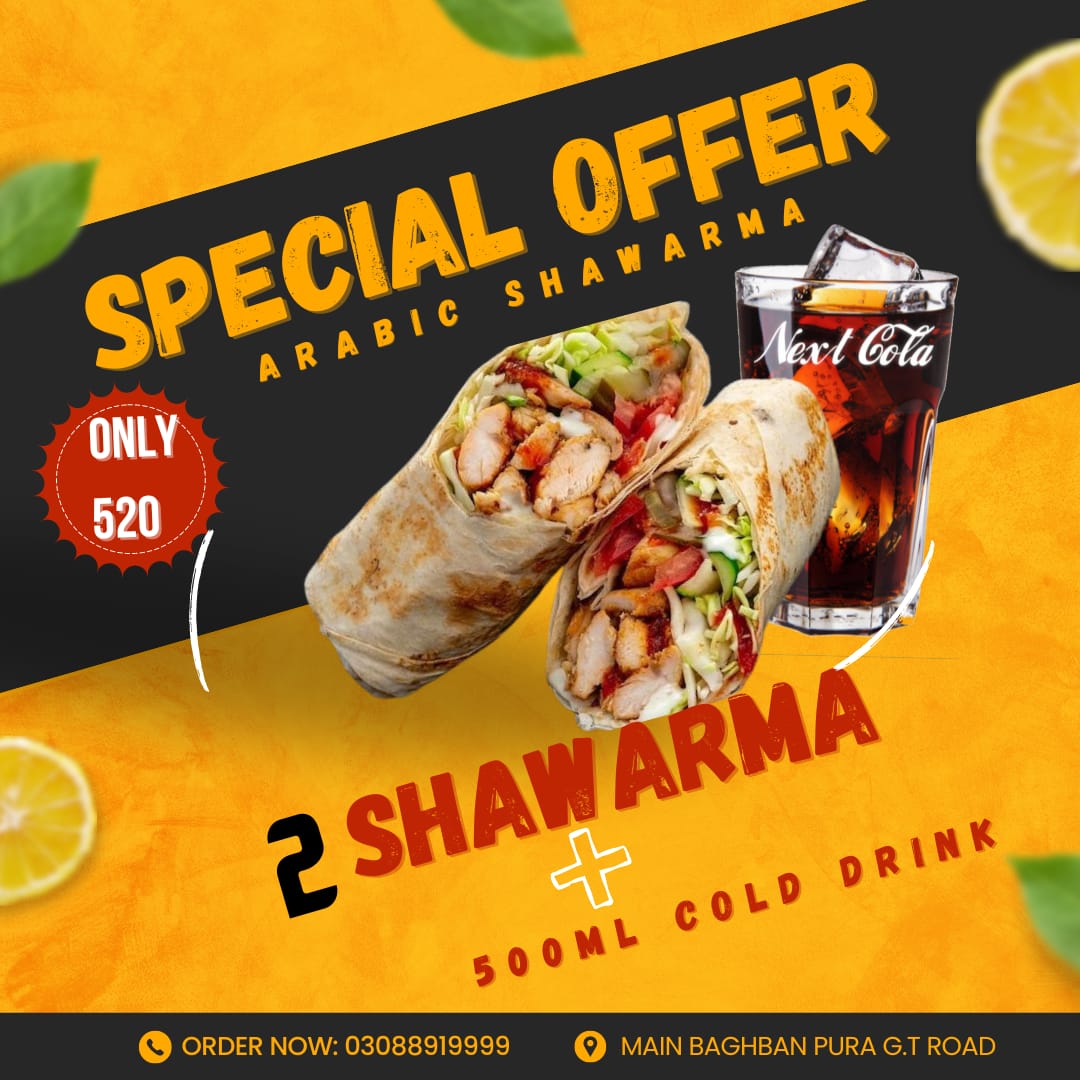 SPECIAL OFFER
ARABIC SHAWARMA
Next Cola
ONLY
520
2 SHAWARMA
+
500ML COLD DRINK
ORDER NOW: 03088919999
MAIN BAGHBAN PURA G.T ROAD